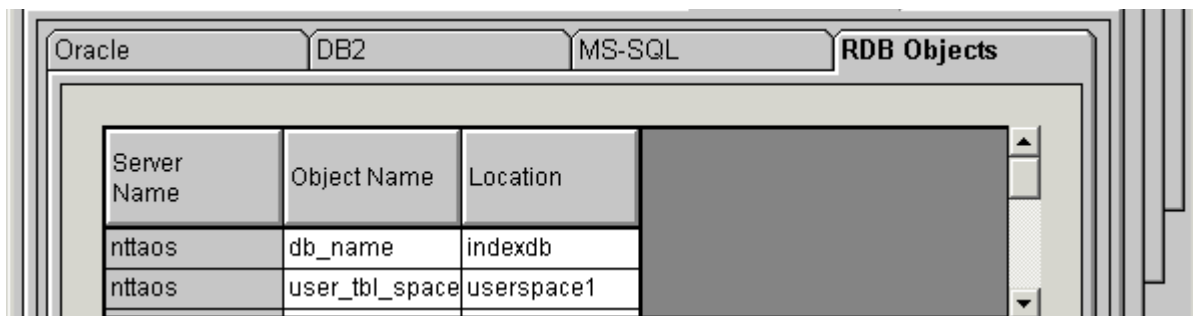 Oracle DB2 MS-SQL RDB Objects
Server Name Object Name Location
nttaos db_name indexdb
nttaos user_tbl_space userspace1